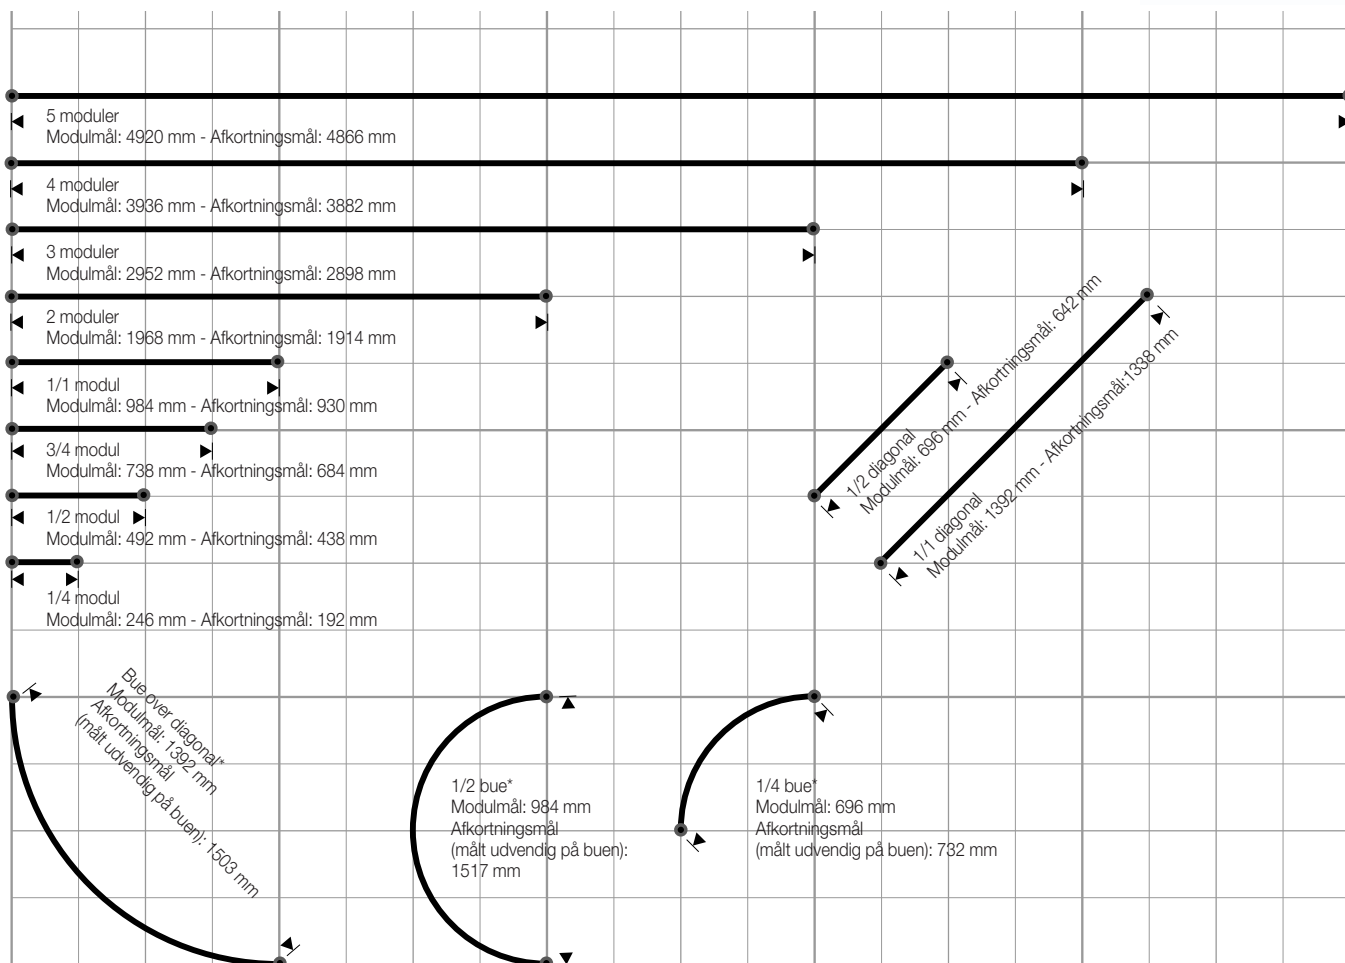 5 moduler
Modulmål: 4920 mm - Afkortningsmål: 4866 mm
4 moduler
Modulmål: 3936 mm - Afkortningsmål: 3882 mm
3 moduler
Modulmål: 2952 mm - Afkortningsmål: 2898 mm
2 moduler
Modulmål: 1968 mm - Afkortningsmål: 1914 mm
1/1 modul
Modulmål: 984 mm - Afkortningsmål: 930 mm
3/4 modul
Modulmål: 738 mm - Afkortningsmål: 684 mm
1/2 modul
Modulmål: 492 mm - Afkortningsmål: 438 mm
1/4 modul
Modulmål: 246 mm - Afkortningsmål: 192 mm
1/2 diagonal
Modulmål: 696 mm - Afkortningsmål: 642 mm
1/1 diagonal
Modulmål: 1392 mm - Afkortningsmål:1338 mm
Bue over diagonal*
Modulmål: 1392 mm
Afkortningsmål
(målt udvendig på buen): 1503 mm
1/2 bue*
Modulmål: 984 mm
Afkortningsmål
(målt udvendig på buen):
1517 mm
1/4 bue*
Modulmål: 696 mm
Afkortningsmål
(målt udvendig på buen): 732 mm